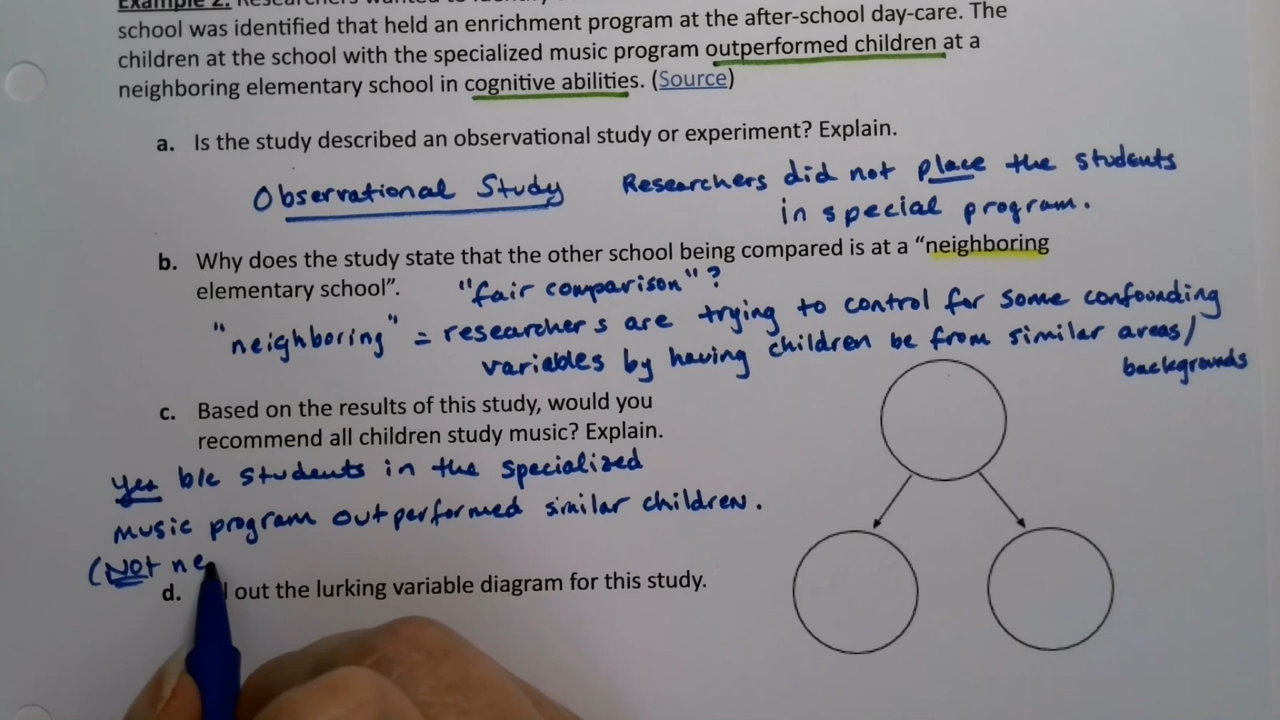 Example 2: Researchers wanted to identify
school was identified that held an enrichment program at the after-school day-care. The
children at the school with the specialized music program outperformed children at a
neighboring elementary school in cognitive abilities. (Source)
a. Is the study described an observational study or experiment? Explain.
Observational Study Researchers did not place the students
in special program.
b. Why does the study state that the other school being compared is at a “neighboring
elementary school”. "fair comparison"?
"neighboring" = researchers are trying to control for some confounding
variables by having children be from similar areas/
backgrounds
c. Based on the results of this study, would you
recommend all children study music? Explain.
yes b/c students in the specialized
music program outperformed similar children.
(Not ne
d. out the lurking variable diagram for this study.